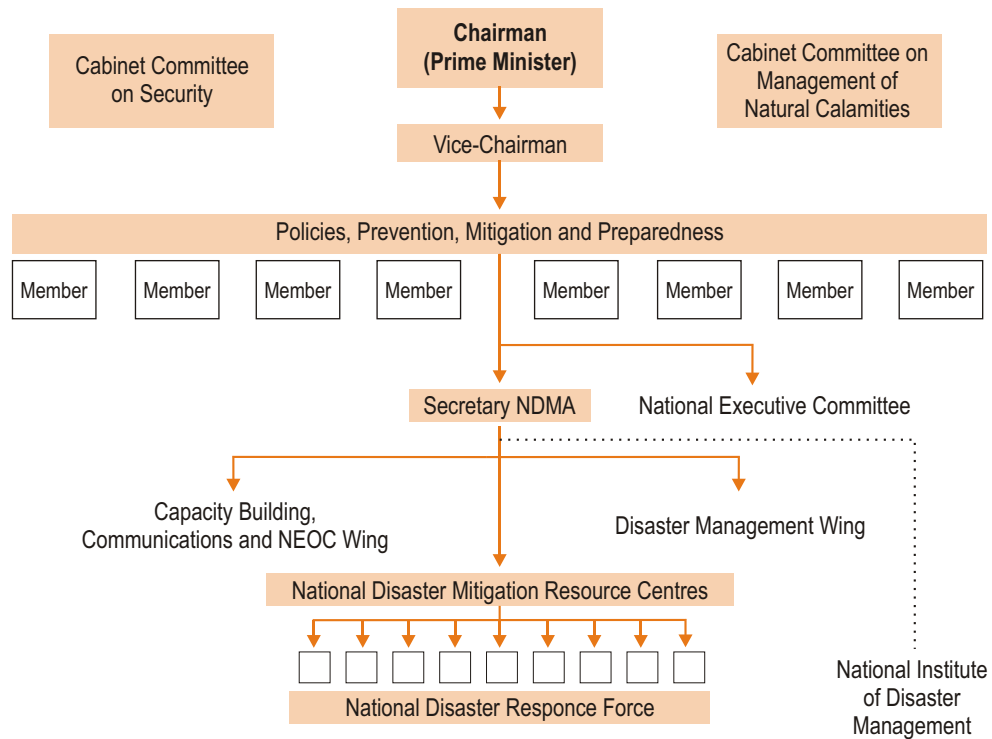 Cabinet Committee
on Security
Chairman
(Prime Minister)
Cabinet Committee on
Management of
Natural Calamities
Vice-Chairman
Policies, Prevention, Mitigation and Preparedness
Member
Member
Member
Member
Member
Member
Member
Member
Secretary NDMA
National Executive Committee
Capacity Building,
Communications and NEOC Wing
Disaster Management Wing
National Disaster Mitigation Resource Centres
National Disaster Responce Force
National Institute
of Disaster
Management